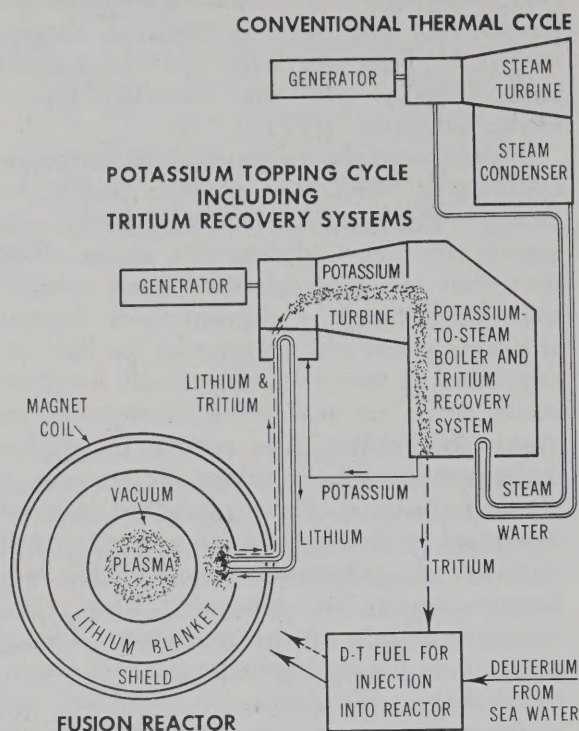 CONVENTIONAL THERMAL CYCLE
GENERATOR
STEAM
TURBINE
STEAM
CONDENSER
POTASSIUM TOPPING CYCLE
INCLUDING
TRITIUM RECOVERY SYSTEMS
GENERATOR
POTASSIUM
TURBINE
POTASSIUM-
TO-STEAM
BOILER AND
TRITIUM
RECOVERY
SYSTEM
LITHIUM &
TRITIUM
MAGNET
COIL
VACUUM
PLASMA
LITHIUM BLANKET
SHIELD
POTASSIUM
LITHIUM
STEAM
WATER
TRITIUM
D-T FUEL FOR
INJECTION
INTO REACTOR
DEUTERIUM
FROM
SEA WATER
FUSION REACTOR